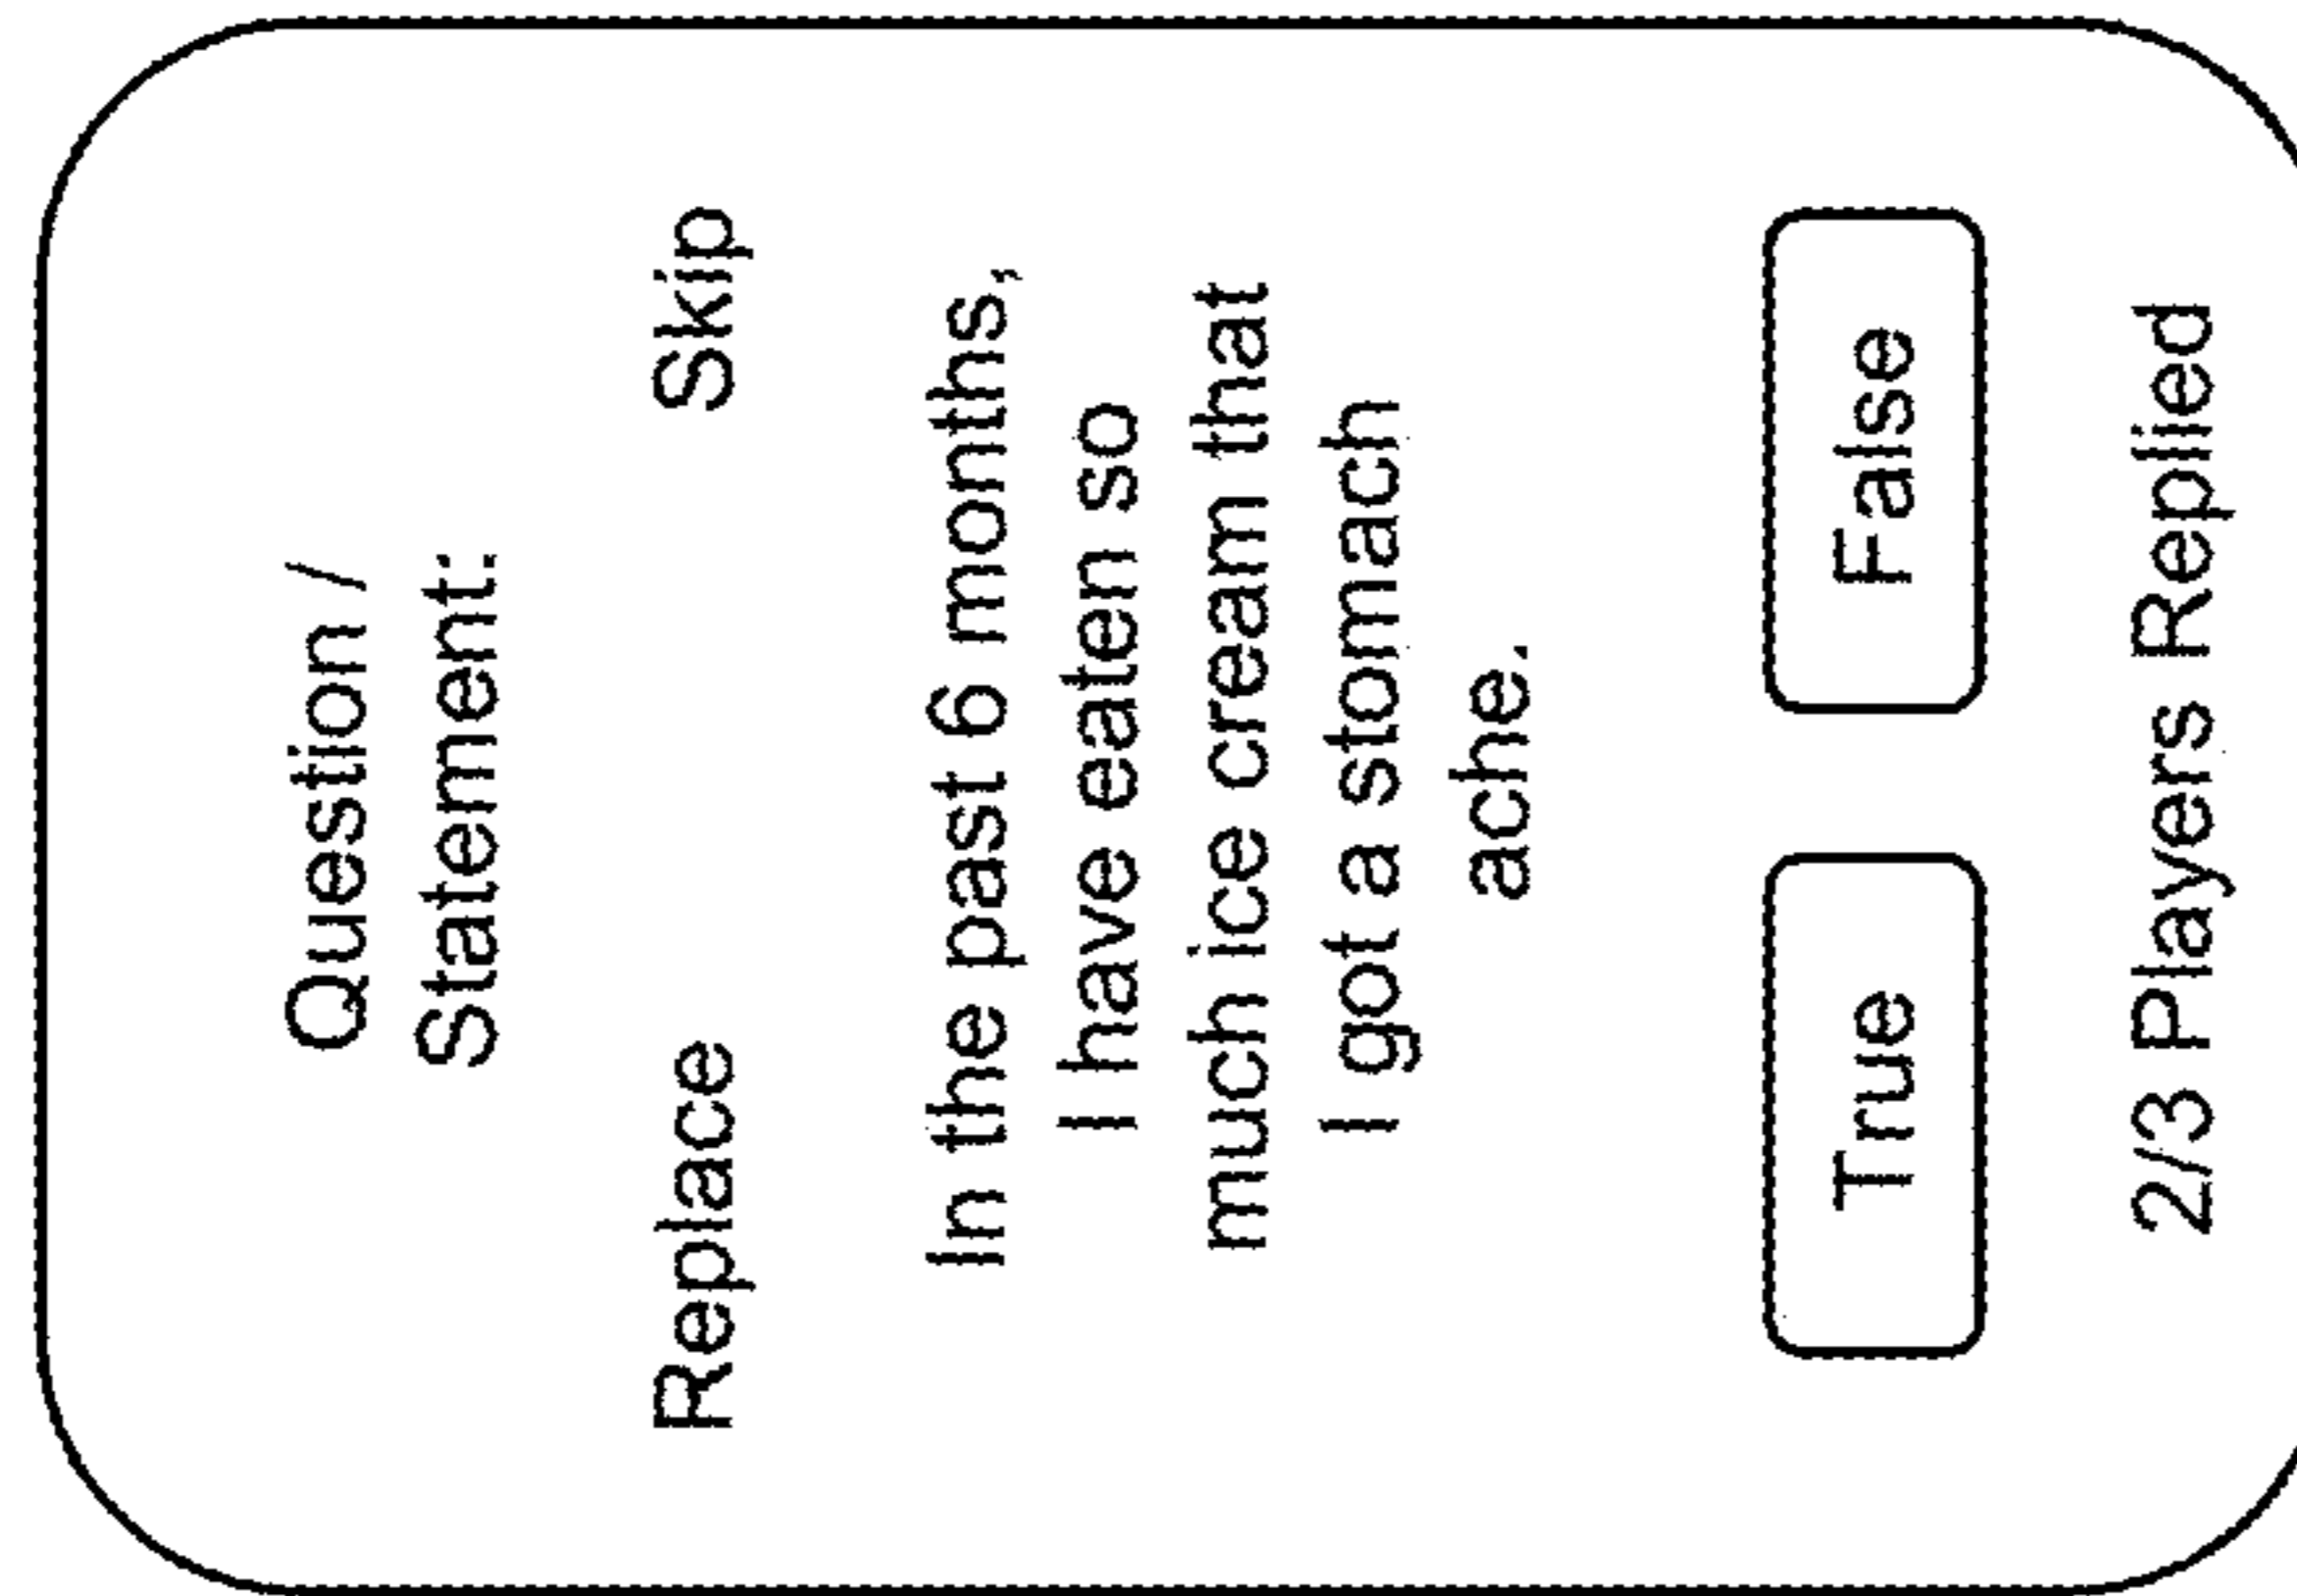 Question /
Statement:
Replace Skip
In the past 6 months,
I have eaten so
much ice cream that
I got a stomach
ache.
True False
2//3 Players Replied